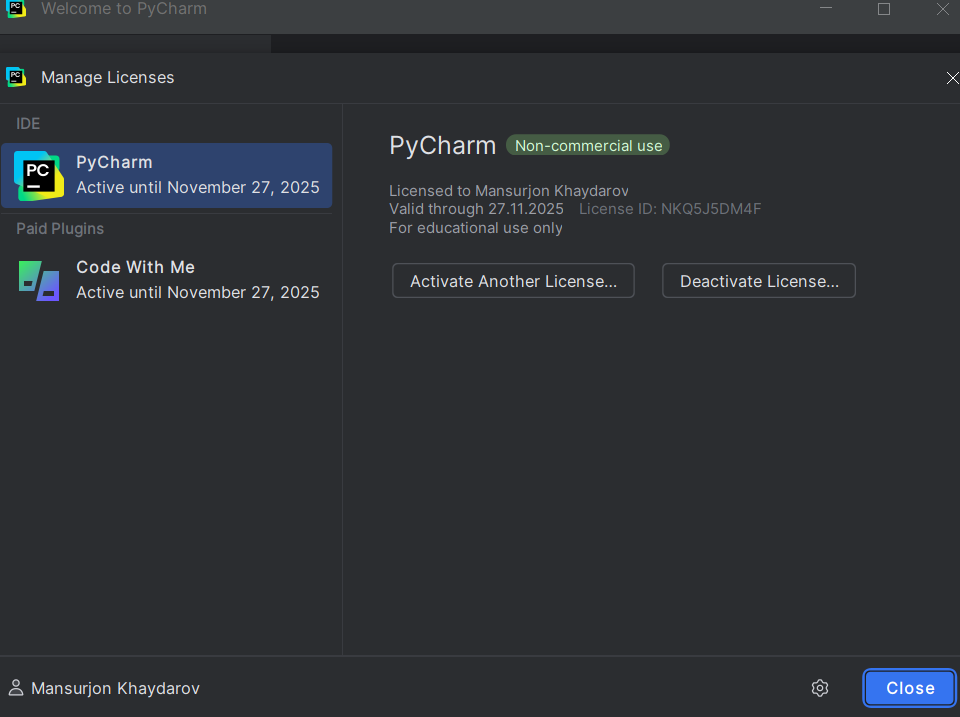 Welcome to PyCharm
Manage Licenses
IDE
PyCharm
Active until November 27, 2025
Paid Plugins
Code With Me
Active until November 27, 2025
PyCharm Non-commercial use
Licensed to Mansurjon Khaydarov
Valid through 27.11.2025 License ID: NKQ5J5DM4F
For educational use only
Activate Another License... Deactivate License...
Mansurjon Khaydarov
Close